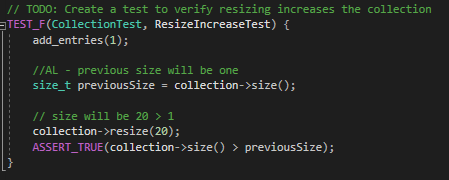 // TODO: Create a test to verify resizing increases the collection
TEST_F(CollectionTest, ResizeIncreaseTest) {
    add_entries(1);

    //AL - previous size will be one
    size_t previousSize = collection->size();

    // size will be 20 > 1
    collection->resize(20);
    ASSERT_TRUE(collection->size() > previousSize);
}